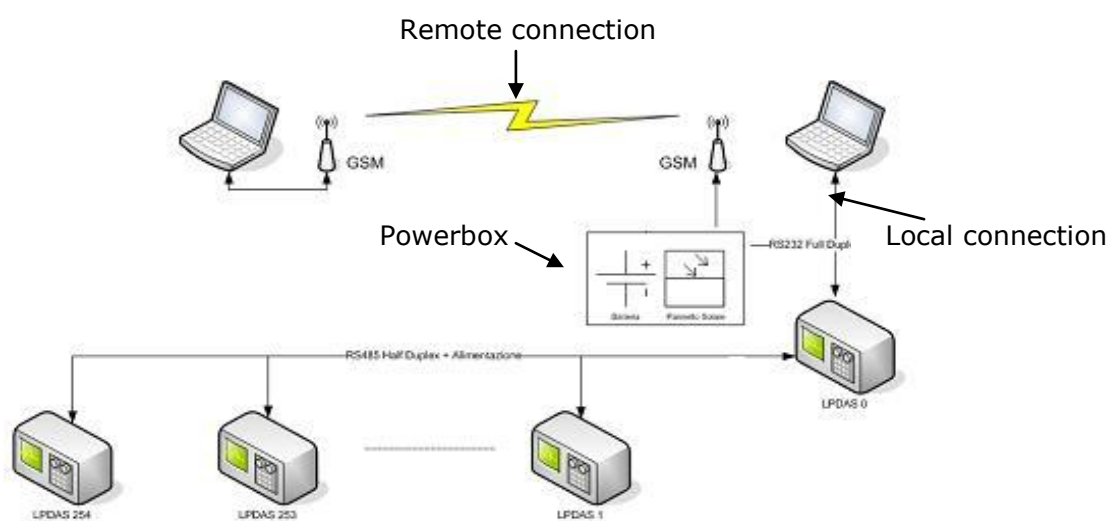 Remote connection
GSM
GSM
Powerbox
RS232 Full Dupl
Local connection
+
Batteria
Pannello Solare
RS485 Half Duplex + Alimentazione
LPDAS 0
LPDAS 254
LPDAS 253
LPDAS 1